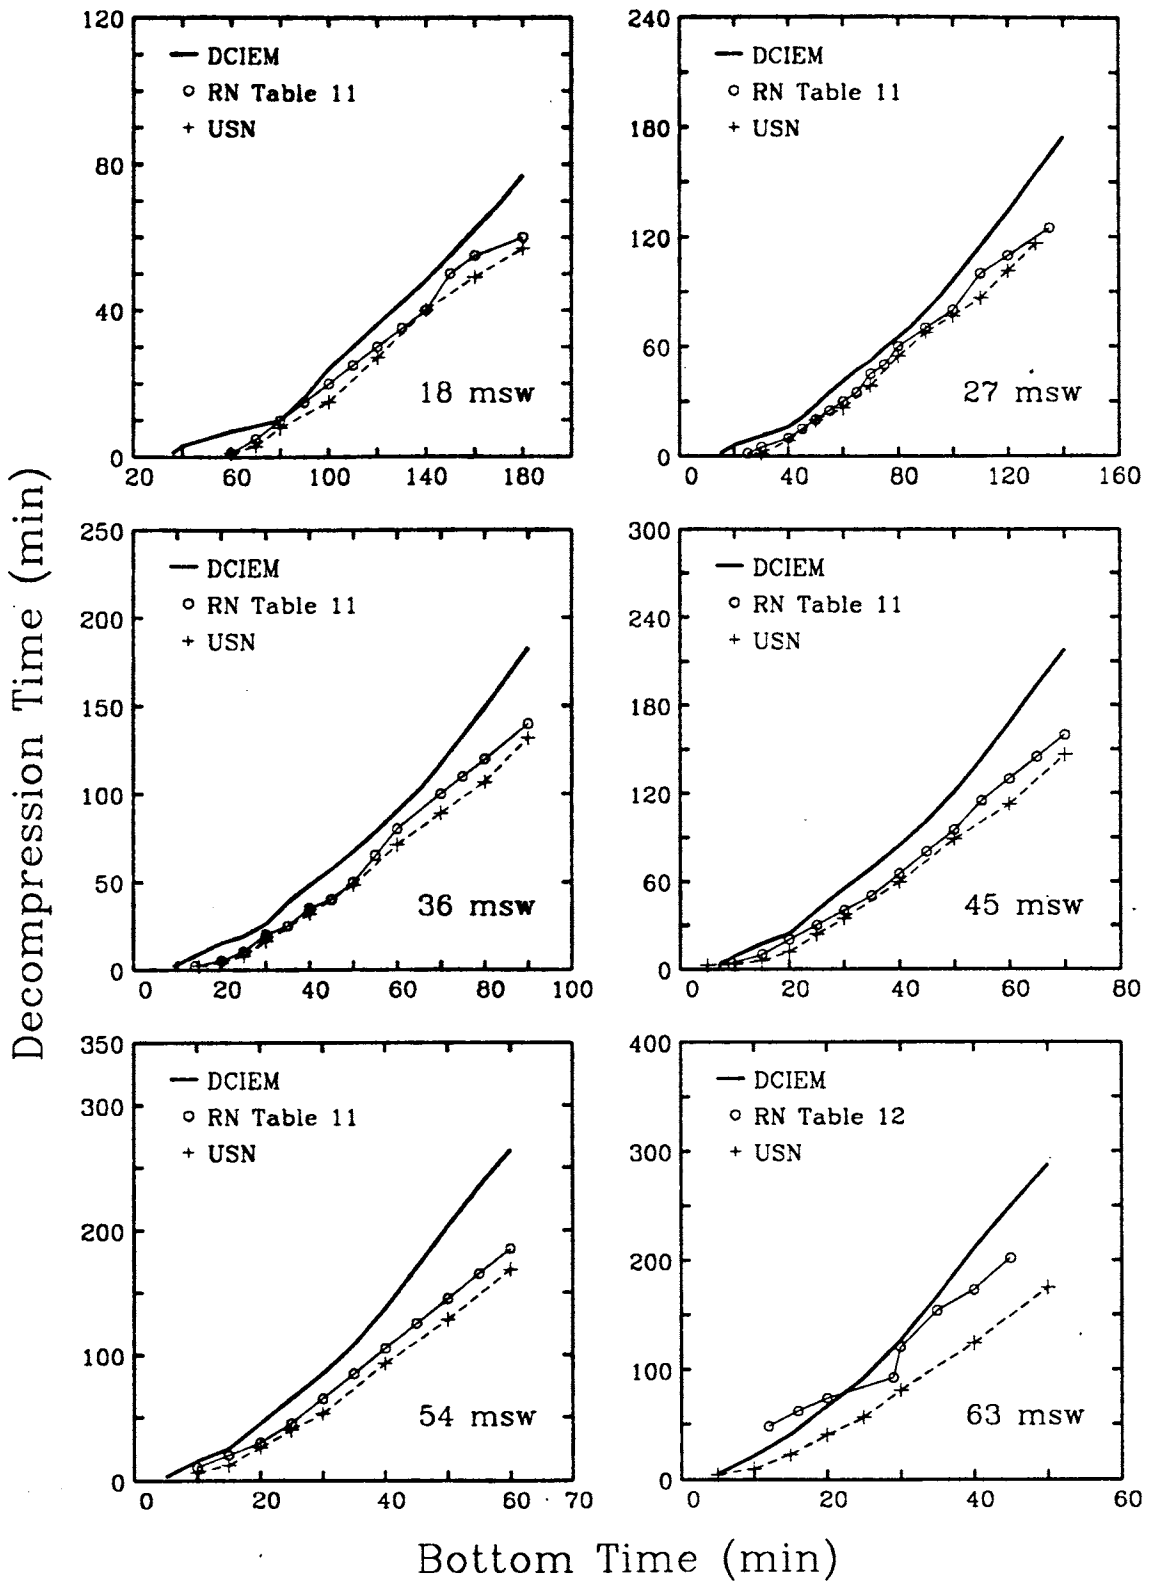 Decompression Time (min)
120
80
40
0
20 60 100 140 180
DCIEM
RN Table 11
USN
18 msw
240
180
120
60
0
0 40 80 120 160
DCIEM
RN Table 11
USN
27 msw
250
200
150
100
50
0
0 20 40 60 80 100
DCIEM
RN Table 11
USN
36 msw
300
240
180
120
60
0
0 20 40 60 80
DCIEM
RN Table 11
USN
45 msw
350
300
200
100
0
0 20 40 60 70
DCIEM
RN Table 11
USN
54 msw
400
300
200
100
0
0 20 40 60
DCIEM
RN Table 12
USN
63 msw
Bottom Time (min)